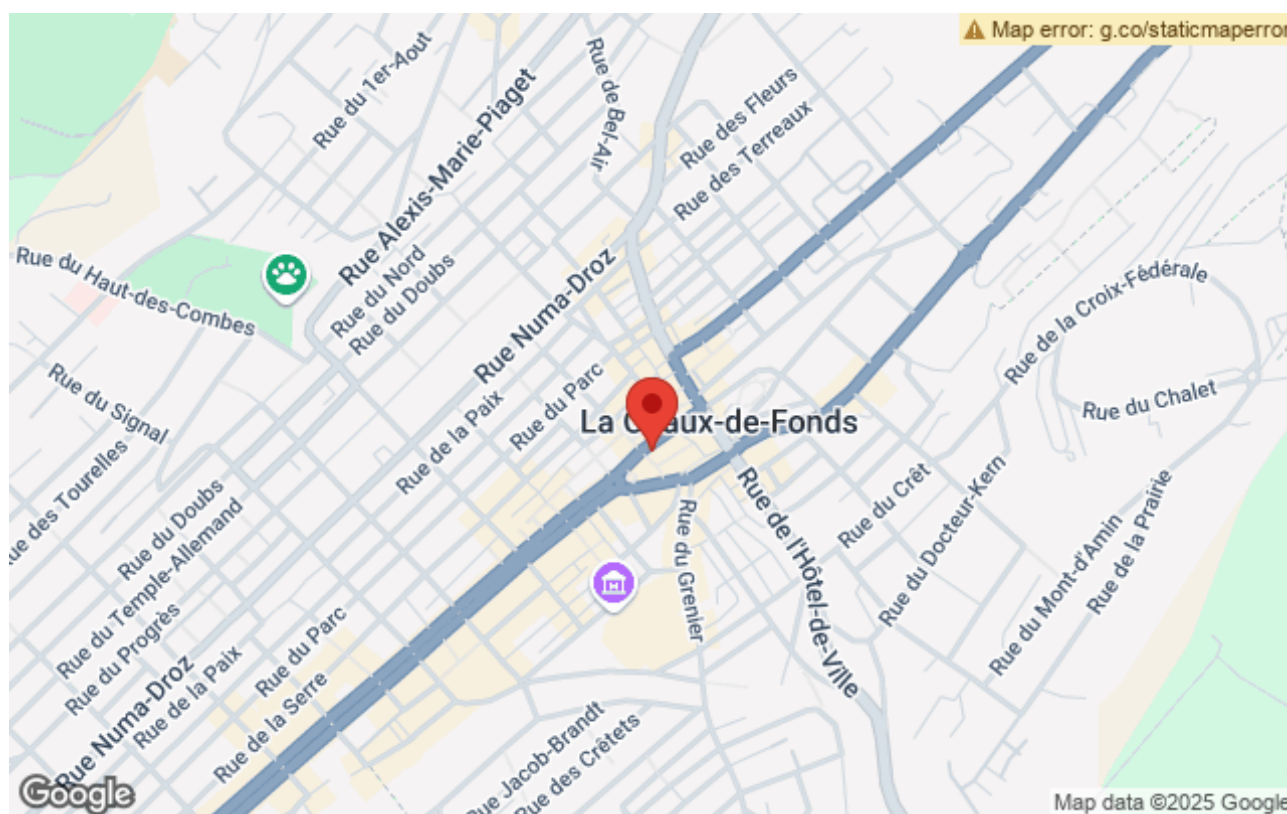 Map error: g.co/staticmaperror
Rue du 1er-Août
Rue de Bel-Air
Rue des Fleurs
Rue des Terreaux
Rue Alexis-Marie-Piaget
Rue du Haut-des-Combes
Rue du Nord
Rue du Doubs
Rue Numa-Droz
Rue de la Croix-Fédérale
Rue du Chalet
Rue du Signal
Rue du Parc
Rue de la Paix
La Chaux-de-Fonds
Rue des Tourelles
Rue du Doubs
Rue du Temple-Allemand
Rue du Progrès
Rue Numa-Droz
Rue de la Paix
Rue du Parc
Rue de la Serre
Rue du Grenier
Rue de l'Hôtel-de-Ville
Rue du Crêt
Rue du Docteur-Kern
Rue du Mont-d'Amin
Rue de la Prairie
Rue Jacob-Brandt
Rue des Crêtets
Google
Map data ©2025 Google